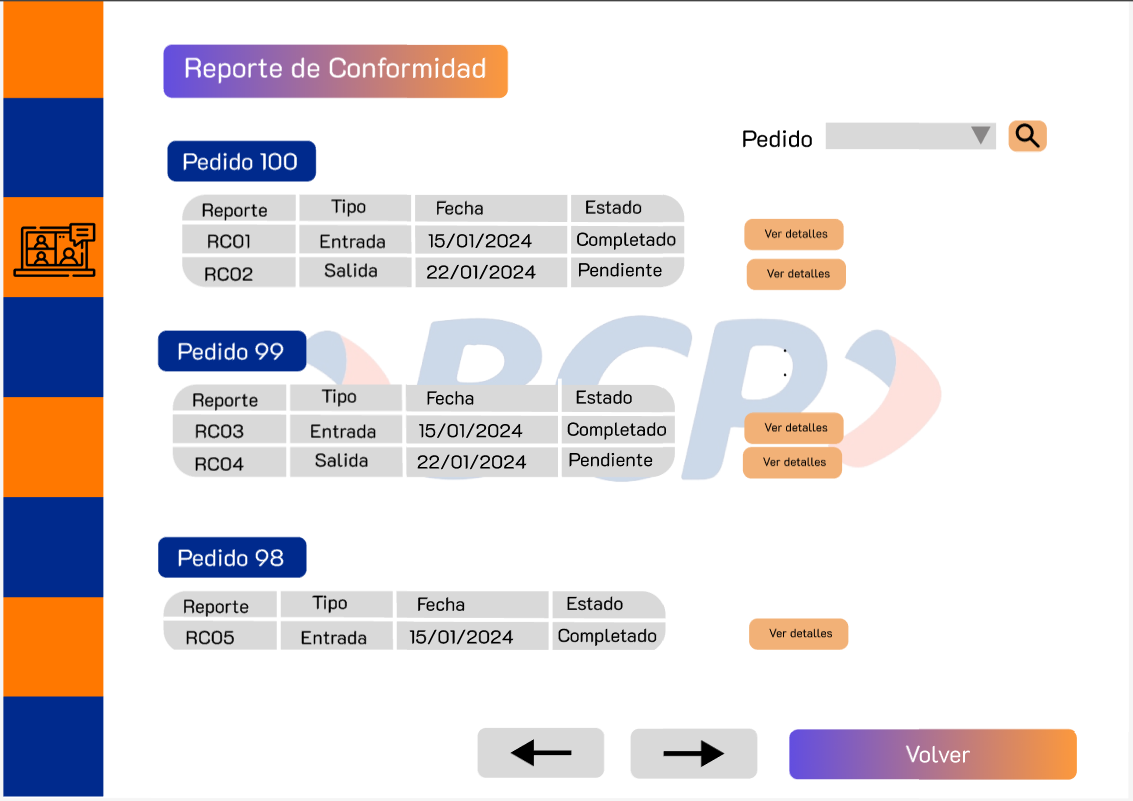 Reporte de Conformidad
Pedido
Pedido 100
Reporte Tipo Fecha Estado
RC01 Entrada 15/01/2024 Completado Ver detalles
RC02 Salida 22/01/2024 Pendiente Ver detalles
BCP
Pedido 99
Reporte Tipo Fecha Estado
RC03 Entrada 15/01/2024 Completado Ver detalles
RC04 Salida 22/01/2024 Pendiente Ver detalles
Pedido 98
Reporte Tipo Fecha Estado
RC05 Entrada 15/01/2024 Completado Ver detalles
Volver